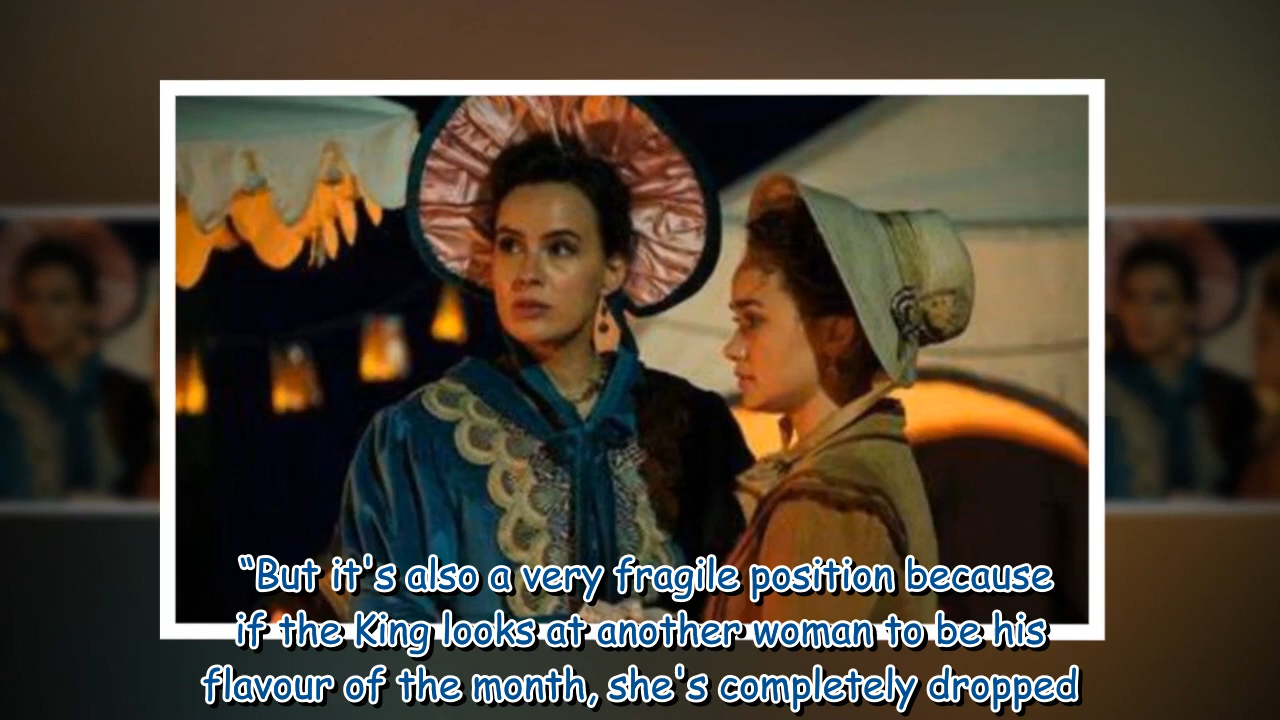 “But it's also a very fragile position because
if the King looks at another woman to be his
flavour of the month, she's completely dropped